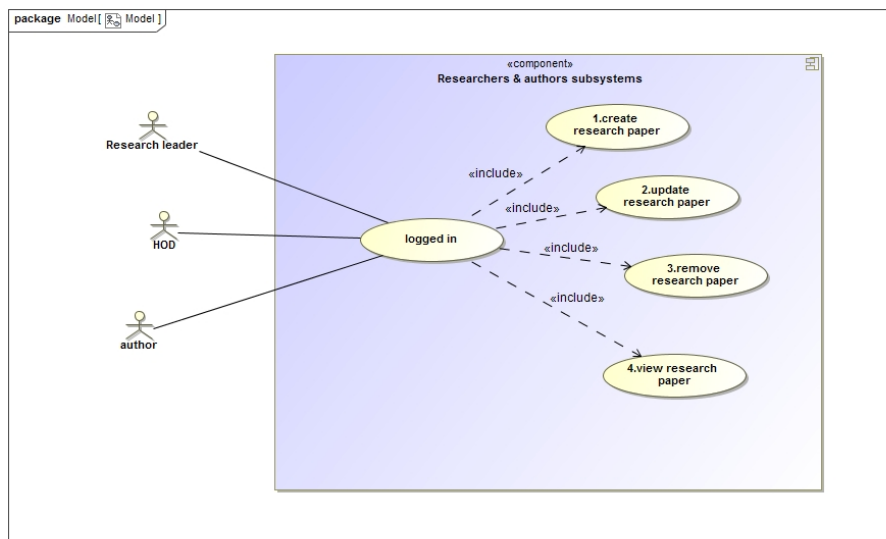 package Model[ Model ]
«component»
Researchers & authors subsystems
1.create
research paper
Research leader
«include»
2.update
research paper
«include»
HOD
logged in
«include»
3.remove
research paper
«include»
author
4.view research
paper